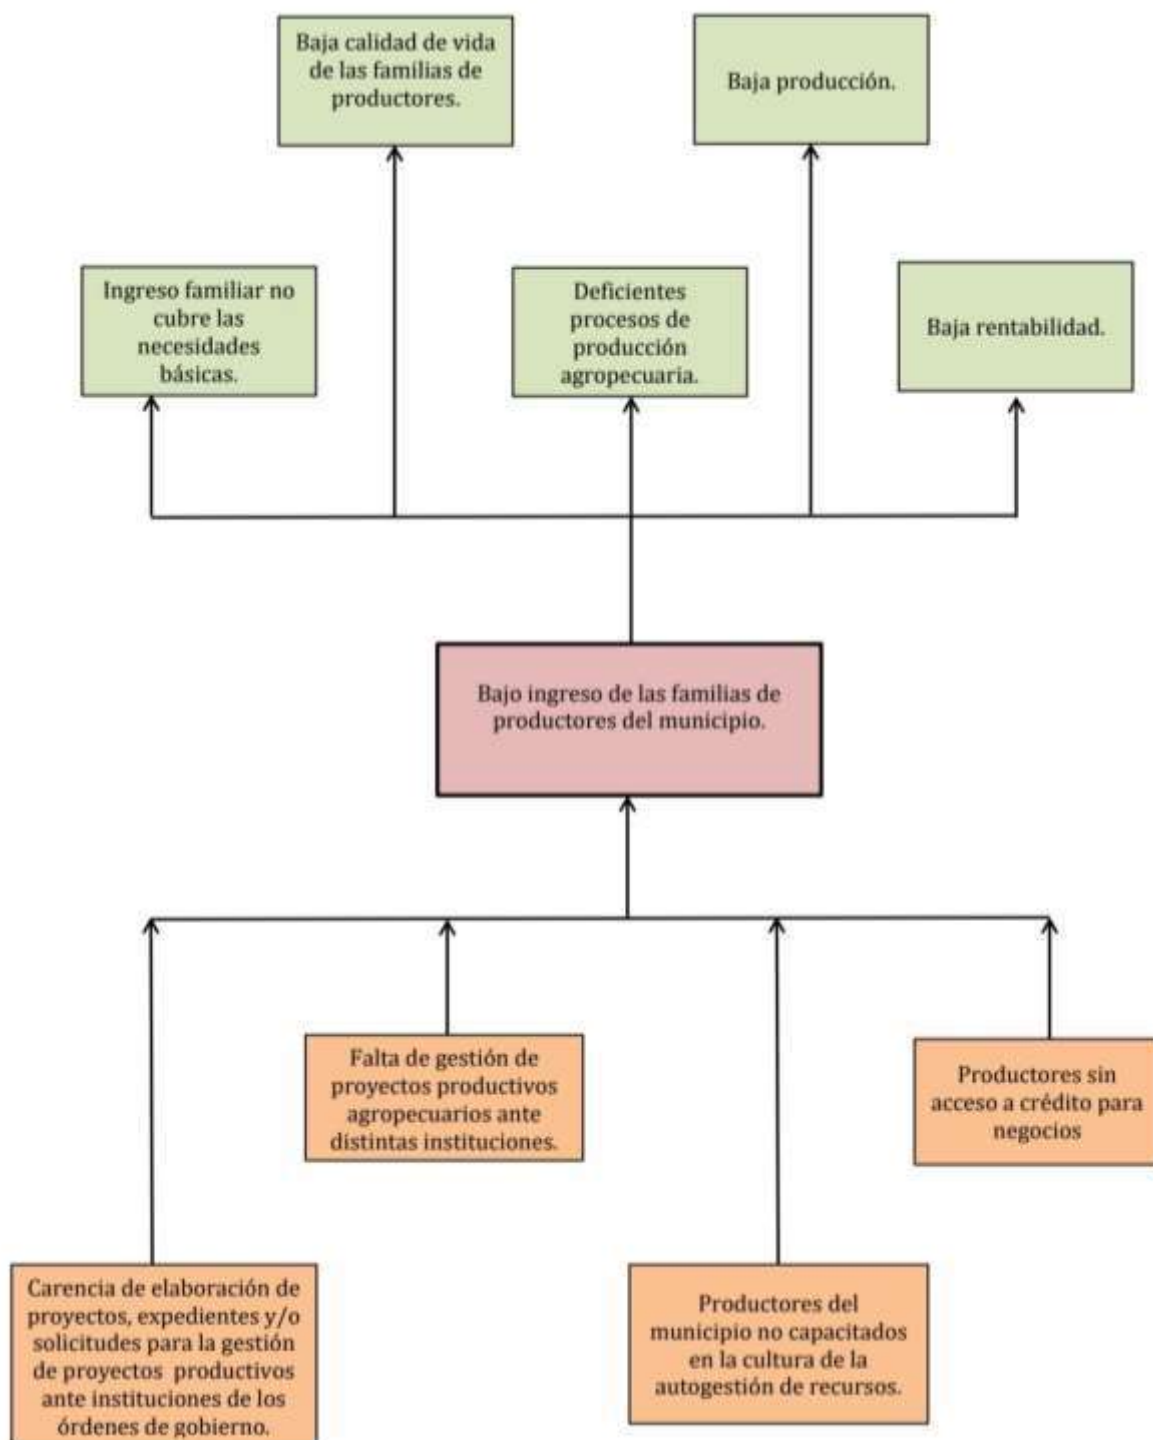 Baja calidad de vida
de las familias de
productores.
Baja producción.
Ingreso familiar no
cubre las
necesidades
básicas.
Deficientes
procesos de
producción
agropecuaria.
Baja rentabilidad.
Bajo ingreso de las familias de
productores del municipio.
Falta de gestión de
proyectos productivos
agropecuarios ante
distintas instituciones.
Productores sin
acceso a crédito para
negocios
Carencia de elaboración de
proyectos, expedientes y/o
solicitudes para la gestión
de proyectos productivos
ante instituciones de los
órdenes de gobierno.
Productores del
municipio no capacitados
en la cultura de la
autogestión de recursos.